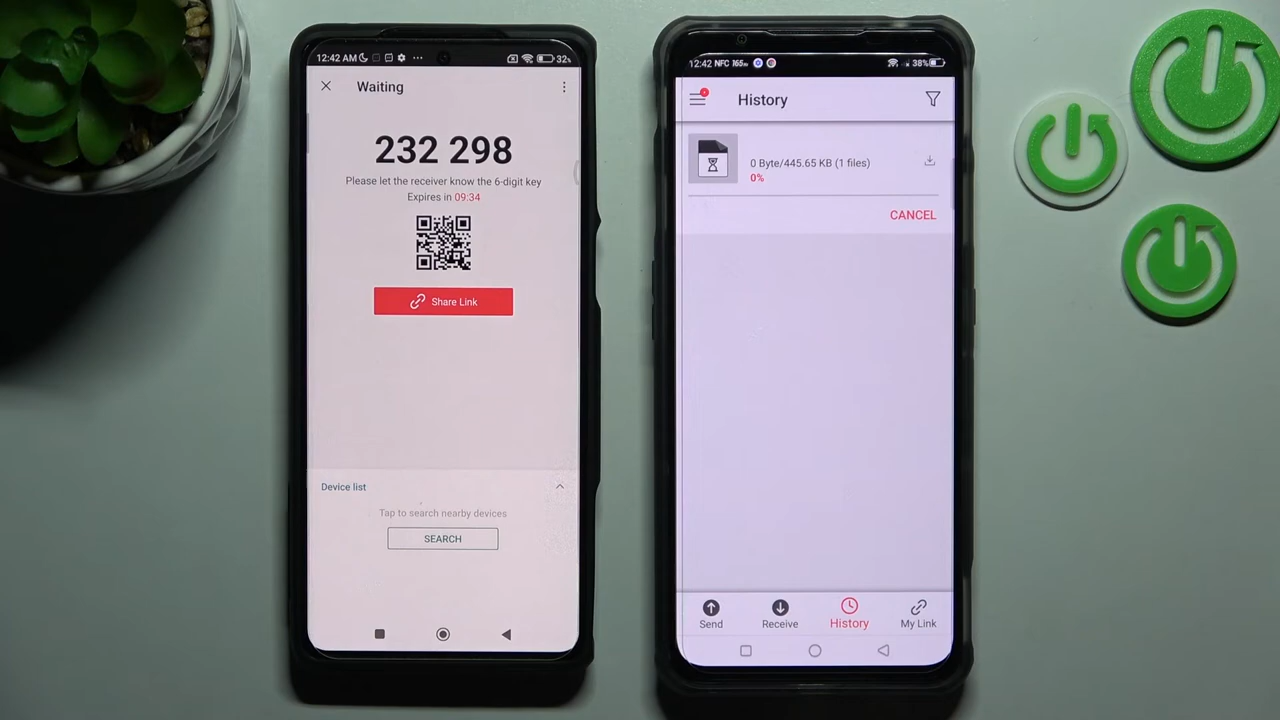 12:42 AM
32%
Waiting
232 298
Please let the receiver know the 6-digit key
Expires in 09:34
Share Link
Device list
Tap to search nearby devices
SEARCH
12:42 NFC
38%
History
0 Byte/445.65 KB (1 files)
0%
CANCEL
Send
Receive
History
My Link